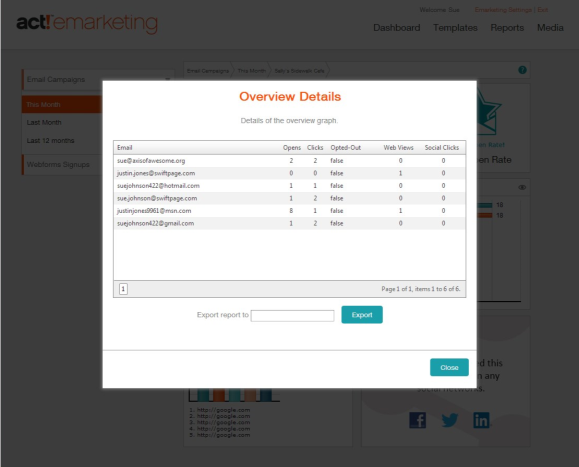 Welcome Sue Emarketing Settings | Exit
act! emarketing
Dashboard Templates Reports Media
Email Campaigns This Month
Email Campaigns
This Month
Last Month
Last 12 months
Webforms Signups
Overview Details
Details of the overview graph.
Email Opens Clicks Opted-Out Web Views Social Clicks
sue@axisofawesome.org 2 2 false 0 0
justin.jones@swiftpage.com 0 0 false 1 0
suejohnson422@hotmail.com 1 1 false 0 0
sue.johnson@swiftpage.com 1 2 false 0 0
justinjones9961@msn.com 8 1 false 1 0
suejohnson422@gmail.com 1 2 false 0 0
1 Page 1 of 1, items 1 to 6 of 6.
Export report to Export
Close
en Rate
d this
any
social networks.
1. http://google.com
2. http://google.com
3. http://google.com
4. http://google.com
5. http://google.com